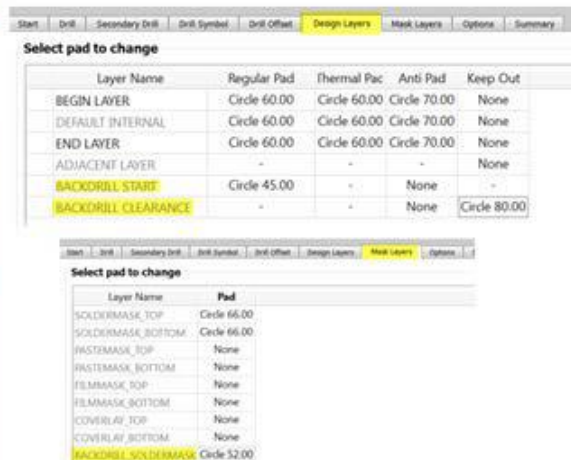 Start Drill Secondary Drill Drill Symbol Drill Offset Design Layers Mask Layers Options Summary
Select pad to change
Layer Name Regular Pad Thermal Pac Anti Pad Keep Out
BEGIN LAYER Circle 60.00 Circle 60.00 Circle 70.00 None
DEFAULT INTERNAL Circle 60.00 Circle 60.00 Circle 70.00 None
END LAYER Circle 60.00 Circle 60.00 Circle 70.00 None
ADJACENT LAYER - - - None
BACKDRILL START Circle 45.00 - None -
BACKDRILL CLEARANCE - - None Circle 80.00
Start Drill Secondary Drill Drill Symbol Drill Offset Design Layers Mask Layers Options
Select pad to change
Layer Name Pad
SOLDERMASK_TOP Circle 66.00
SOLDERMASK_BOTTOM Circle 66.00
PASTEMASK_TOP None
PASTEMASK_BOTTOM None
FILMMASK_TOP None
FILMMASK_BOTTOM None
COVERLAY_TOP None
COVERLAY_BOTTOM None
BACKDRILL_SOLDERMASK Circle 52.00